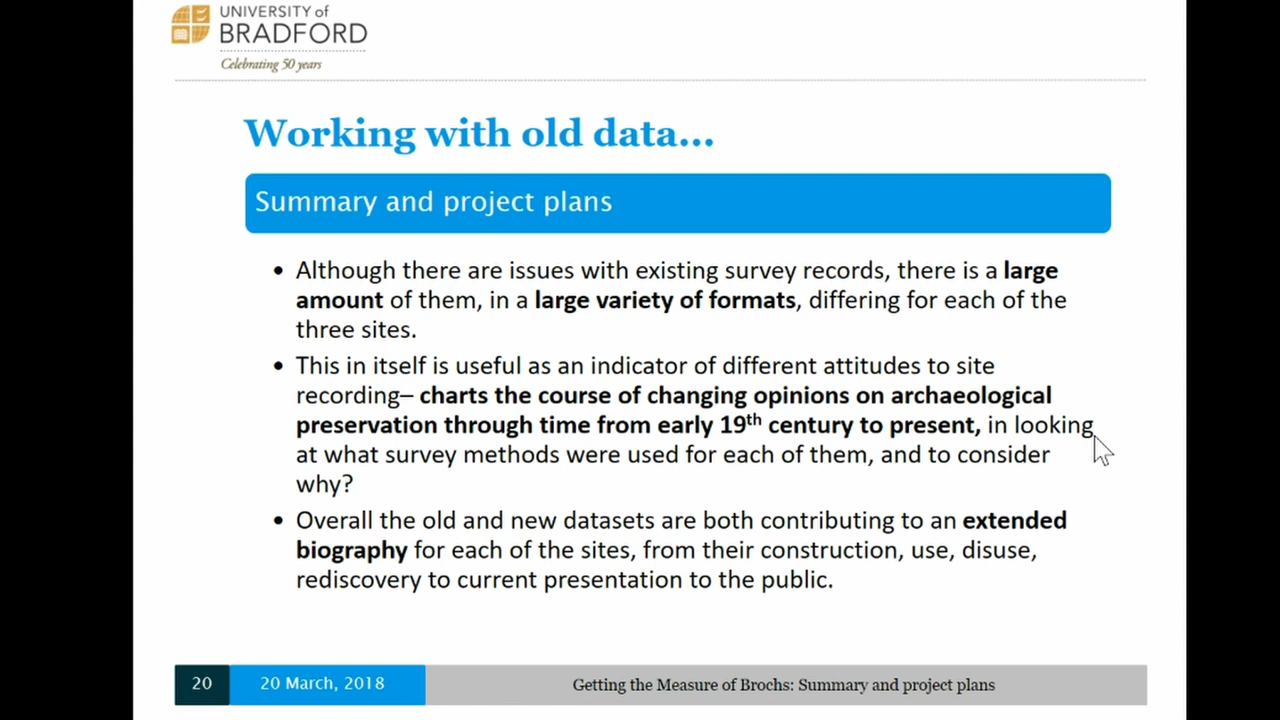 UNIVERSITY of
BRADFORD
Celebrating 50 years
Working with old data...
Summary and project plans
• Although there are issues with existing survey records, there is a large
amount of them, in a large variety of formats, differing for each of the
three sites.
• This in itself is useful as an indicator of different attitudes to site
recording– charts the course of changing opinions on archaeological
preservation through time from early 19th century to present, in looking
at what survey methods were used for each of them, and to consider
why?
• Overall the old and new datasets are both contributing to an extended
biography for each of the sites, from their construction, use, disuse,
rediscovery to current presentation to the public.
20 20 March, 2018 Getting the Measure of Brochs: Summary and project plans